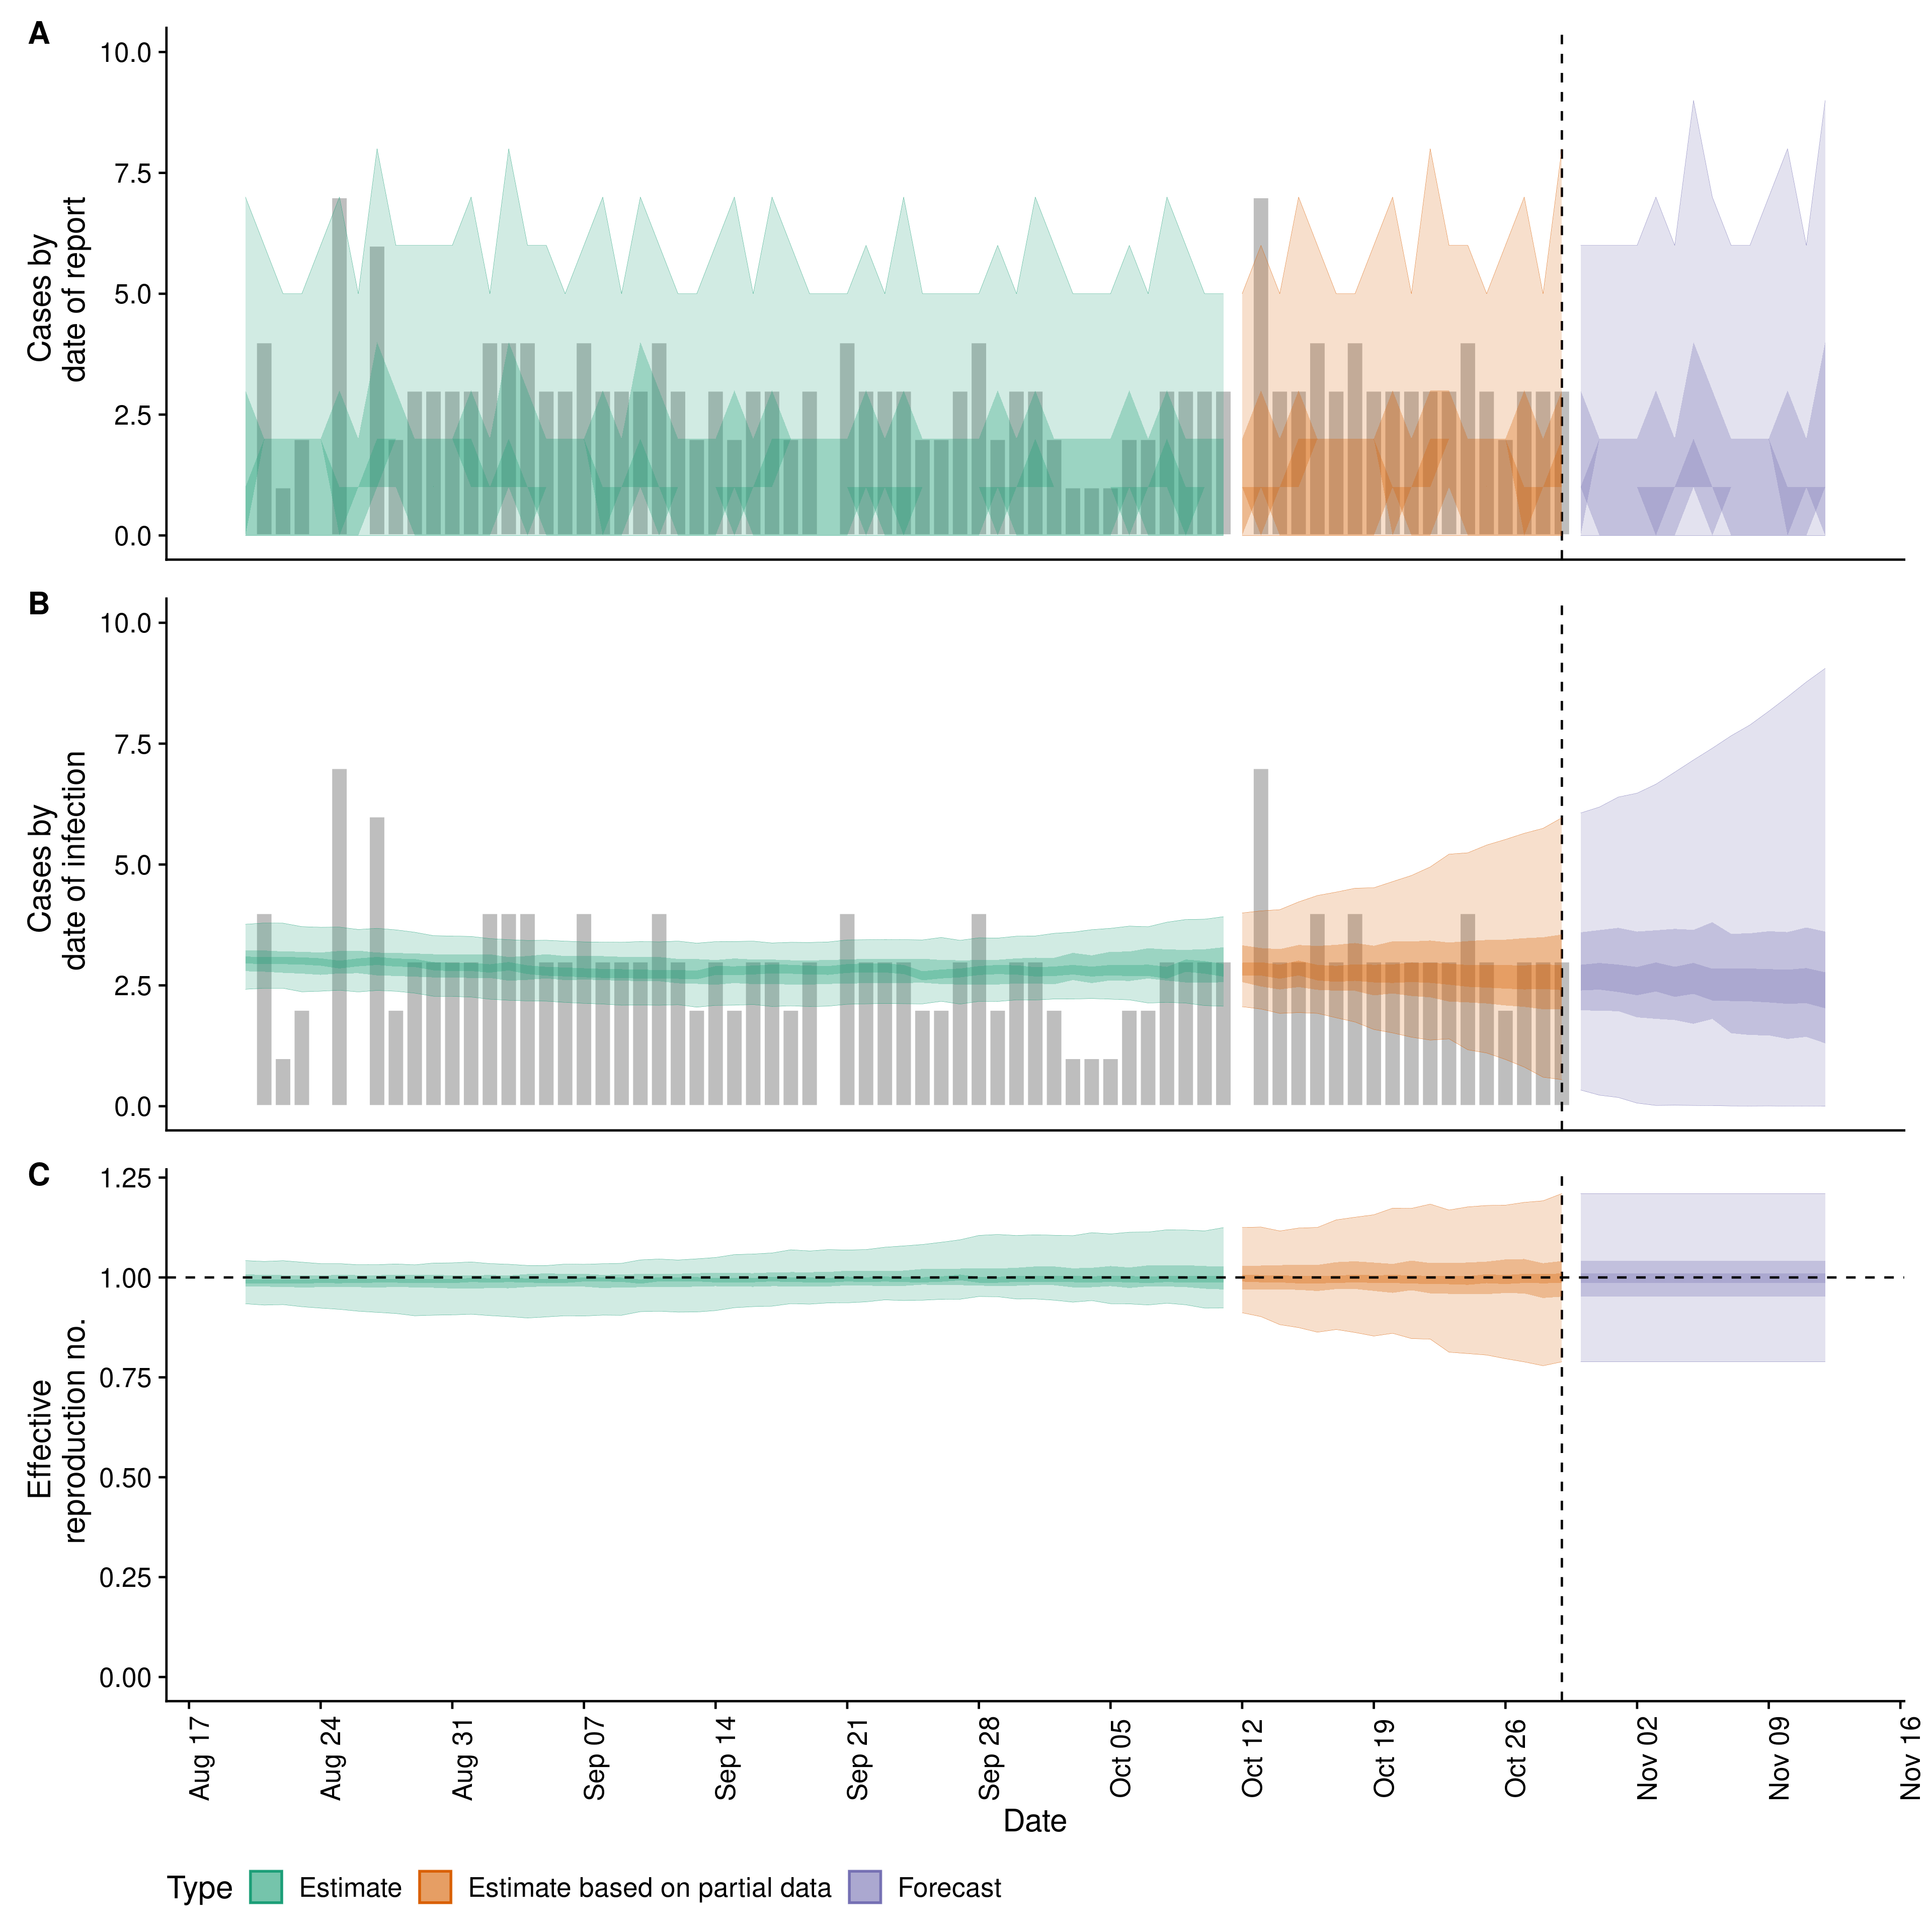 A
10.0
7.5
5.0
2.5
0.0
Cases by
date of report
B
10.0
7.5
5.0
2.5
0.0
Cases by
date of infection
C
1.25
1.00
0.75
0.50
0.25
0.00
Effective
reproduction no.
Aug 17
Aug 24
Aug 31
Sep 07
Sep 14
Sep 21
Sep 28
Oct 05
Oct 12
Oct 19
Oct 26
Nov 02
Nov 09
Nov 16
Date
Type Estimate Estimate based on partial data Forecast